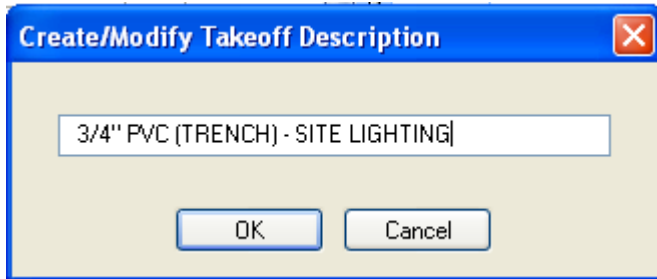 Create/Modify Takeoff Description
3/4" PVC (TRENCH) - SITE LIGHTING
OK
Cancel